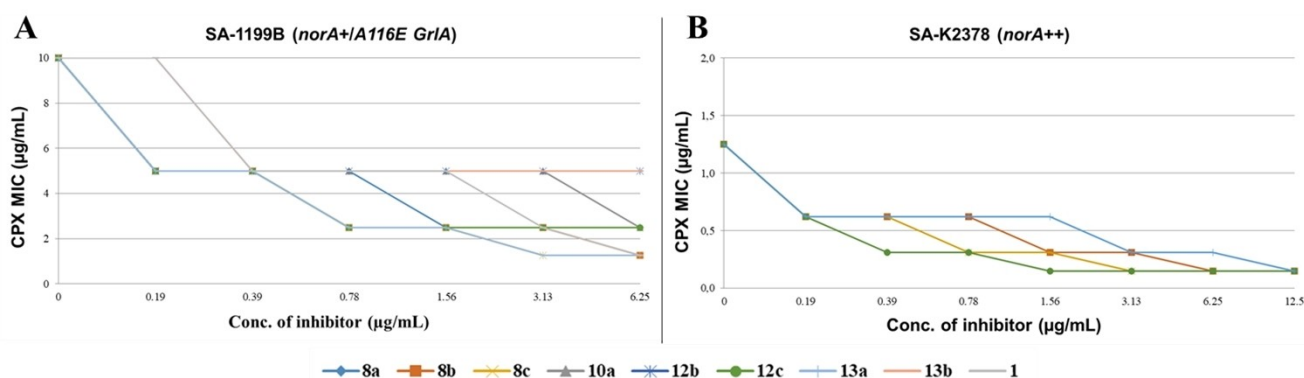 A
SA-1199B (norA+/A116E GrlA)
CPX MIC (µg/mL)
10
8
6
4
2
0
0 0.19 0.39 0.78 1.56 3.13 6.25
Conc. of inhibitor (µg/mL)
B
SA-K2378 (norA++)
CPX MIC (µg/mL)
2,0
1,5
1,0
0,5
0,0
0 0.19 0.39 0.78 1.56 3.13 6.25 12.5
Conc. of inhibitor (µg/mL)
8a 8b 8c 10a 12b 12c 13a 13b 1